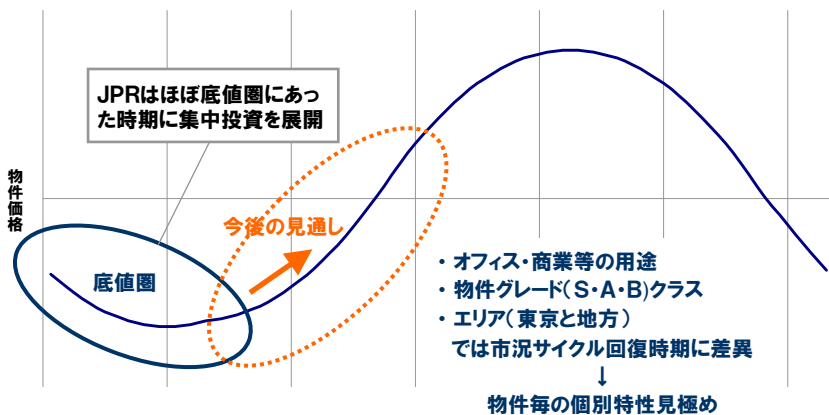 JPRはほぼ底値圏にあっ
た時期に集中投資を展開
物件価格
今後の見通し
底値圏
・オフィス・商業等の用途
・物件グレード(S・A・B)クラス
・エリア(東京と地方)
では市況サイクル回復時期に差異
↓
物件毎の個別特性見極め